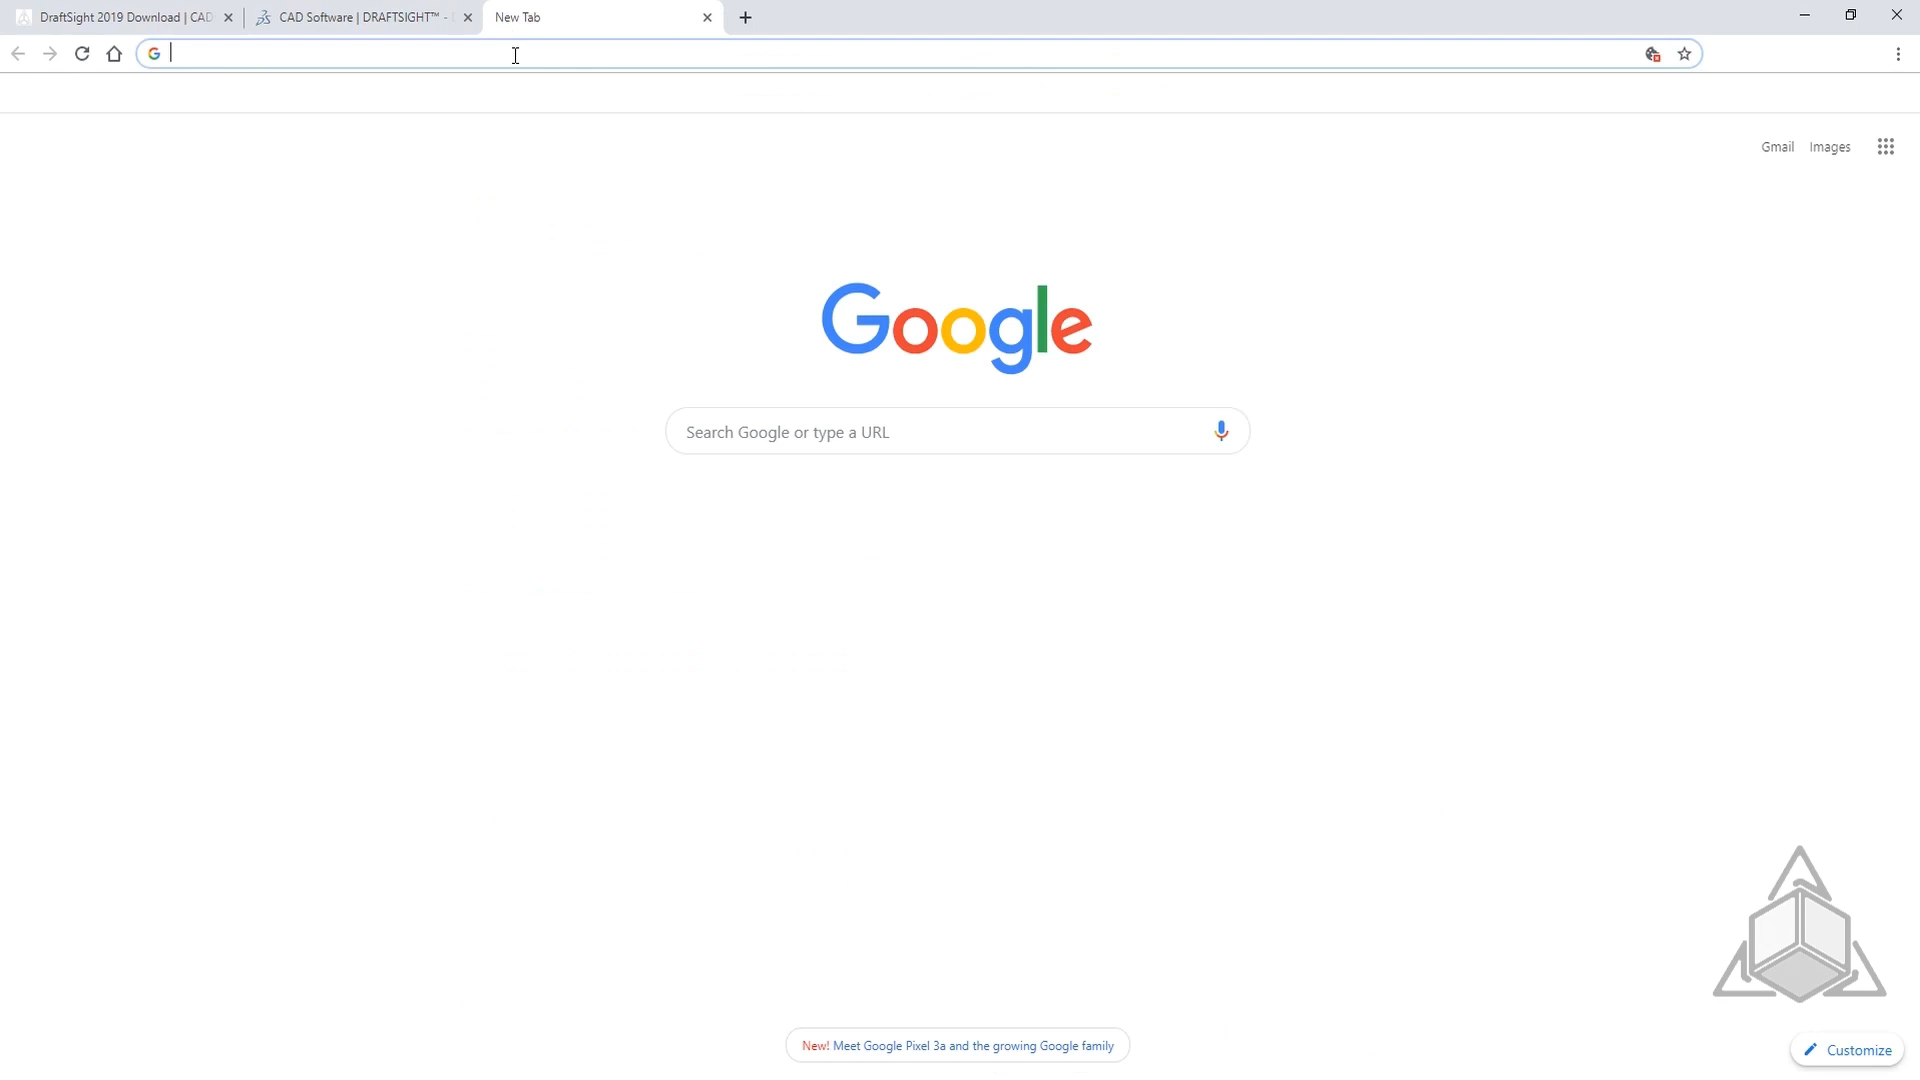 DraftSight 2019 Download | CAD
CAD Software | DRAFTSIGHT™ -
New Tab
Gmail
Images
Google
Search Google or type a URL
New! Meet Google Pixel 3a and the growing Google family
Customize